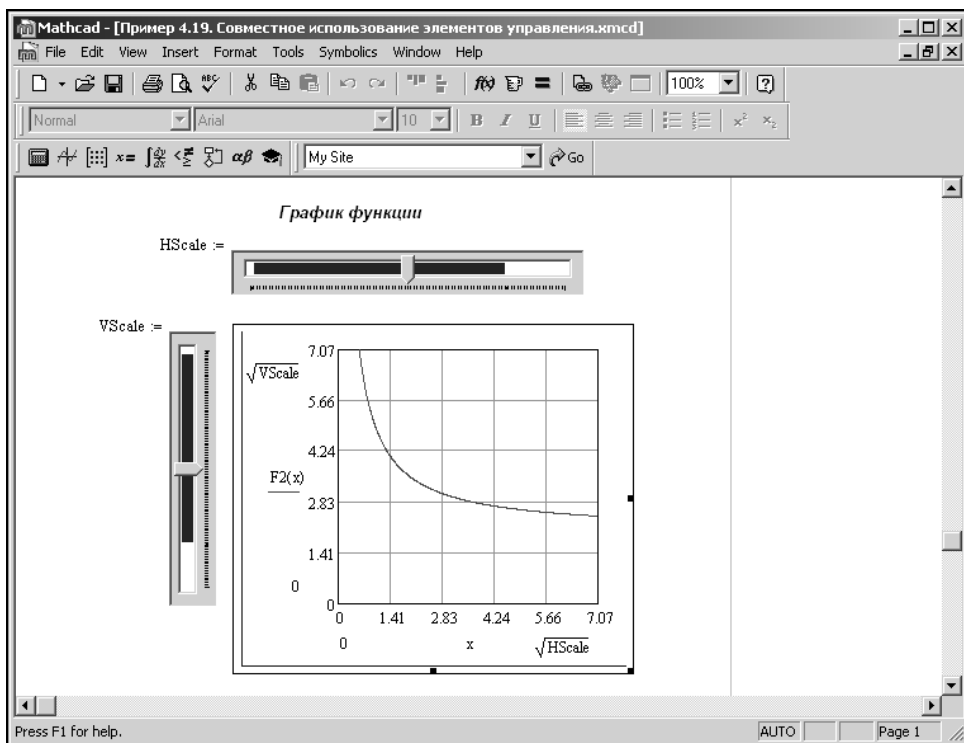 Mathcad - [Пример 4.19. Совместное использование элементов управления.xmcd]
File Edit View Insert Format Tools Symbolics Window Help
100%
Normal Arial 10 B I U x² x₂
x= αβ My Site Go
График функции
HScale :=
VScale :=
7.07
√VScale
5.66
4.24
F2(x)
2.83
1.41
0
0
0 1.41 2.83 4.24 5.66 7.07
0 x √HScale
Press F1 for help. AUTO Page 1